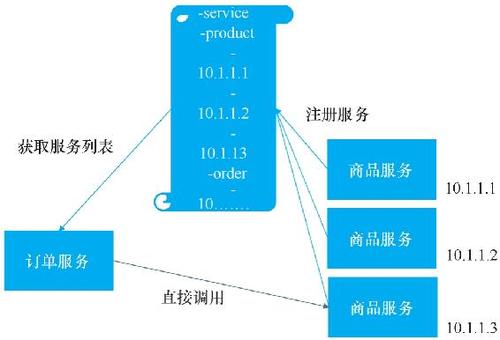 -service
-product
-
10.1.1.1
-
10.1.1.2
-
10.1.13
-order
-
10.......
注册服务
获取服务列表
商品服务
10.1.1.1
商品服务
10.1.1.2
订单服务
直接调用
商品服务
10.1.1.3